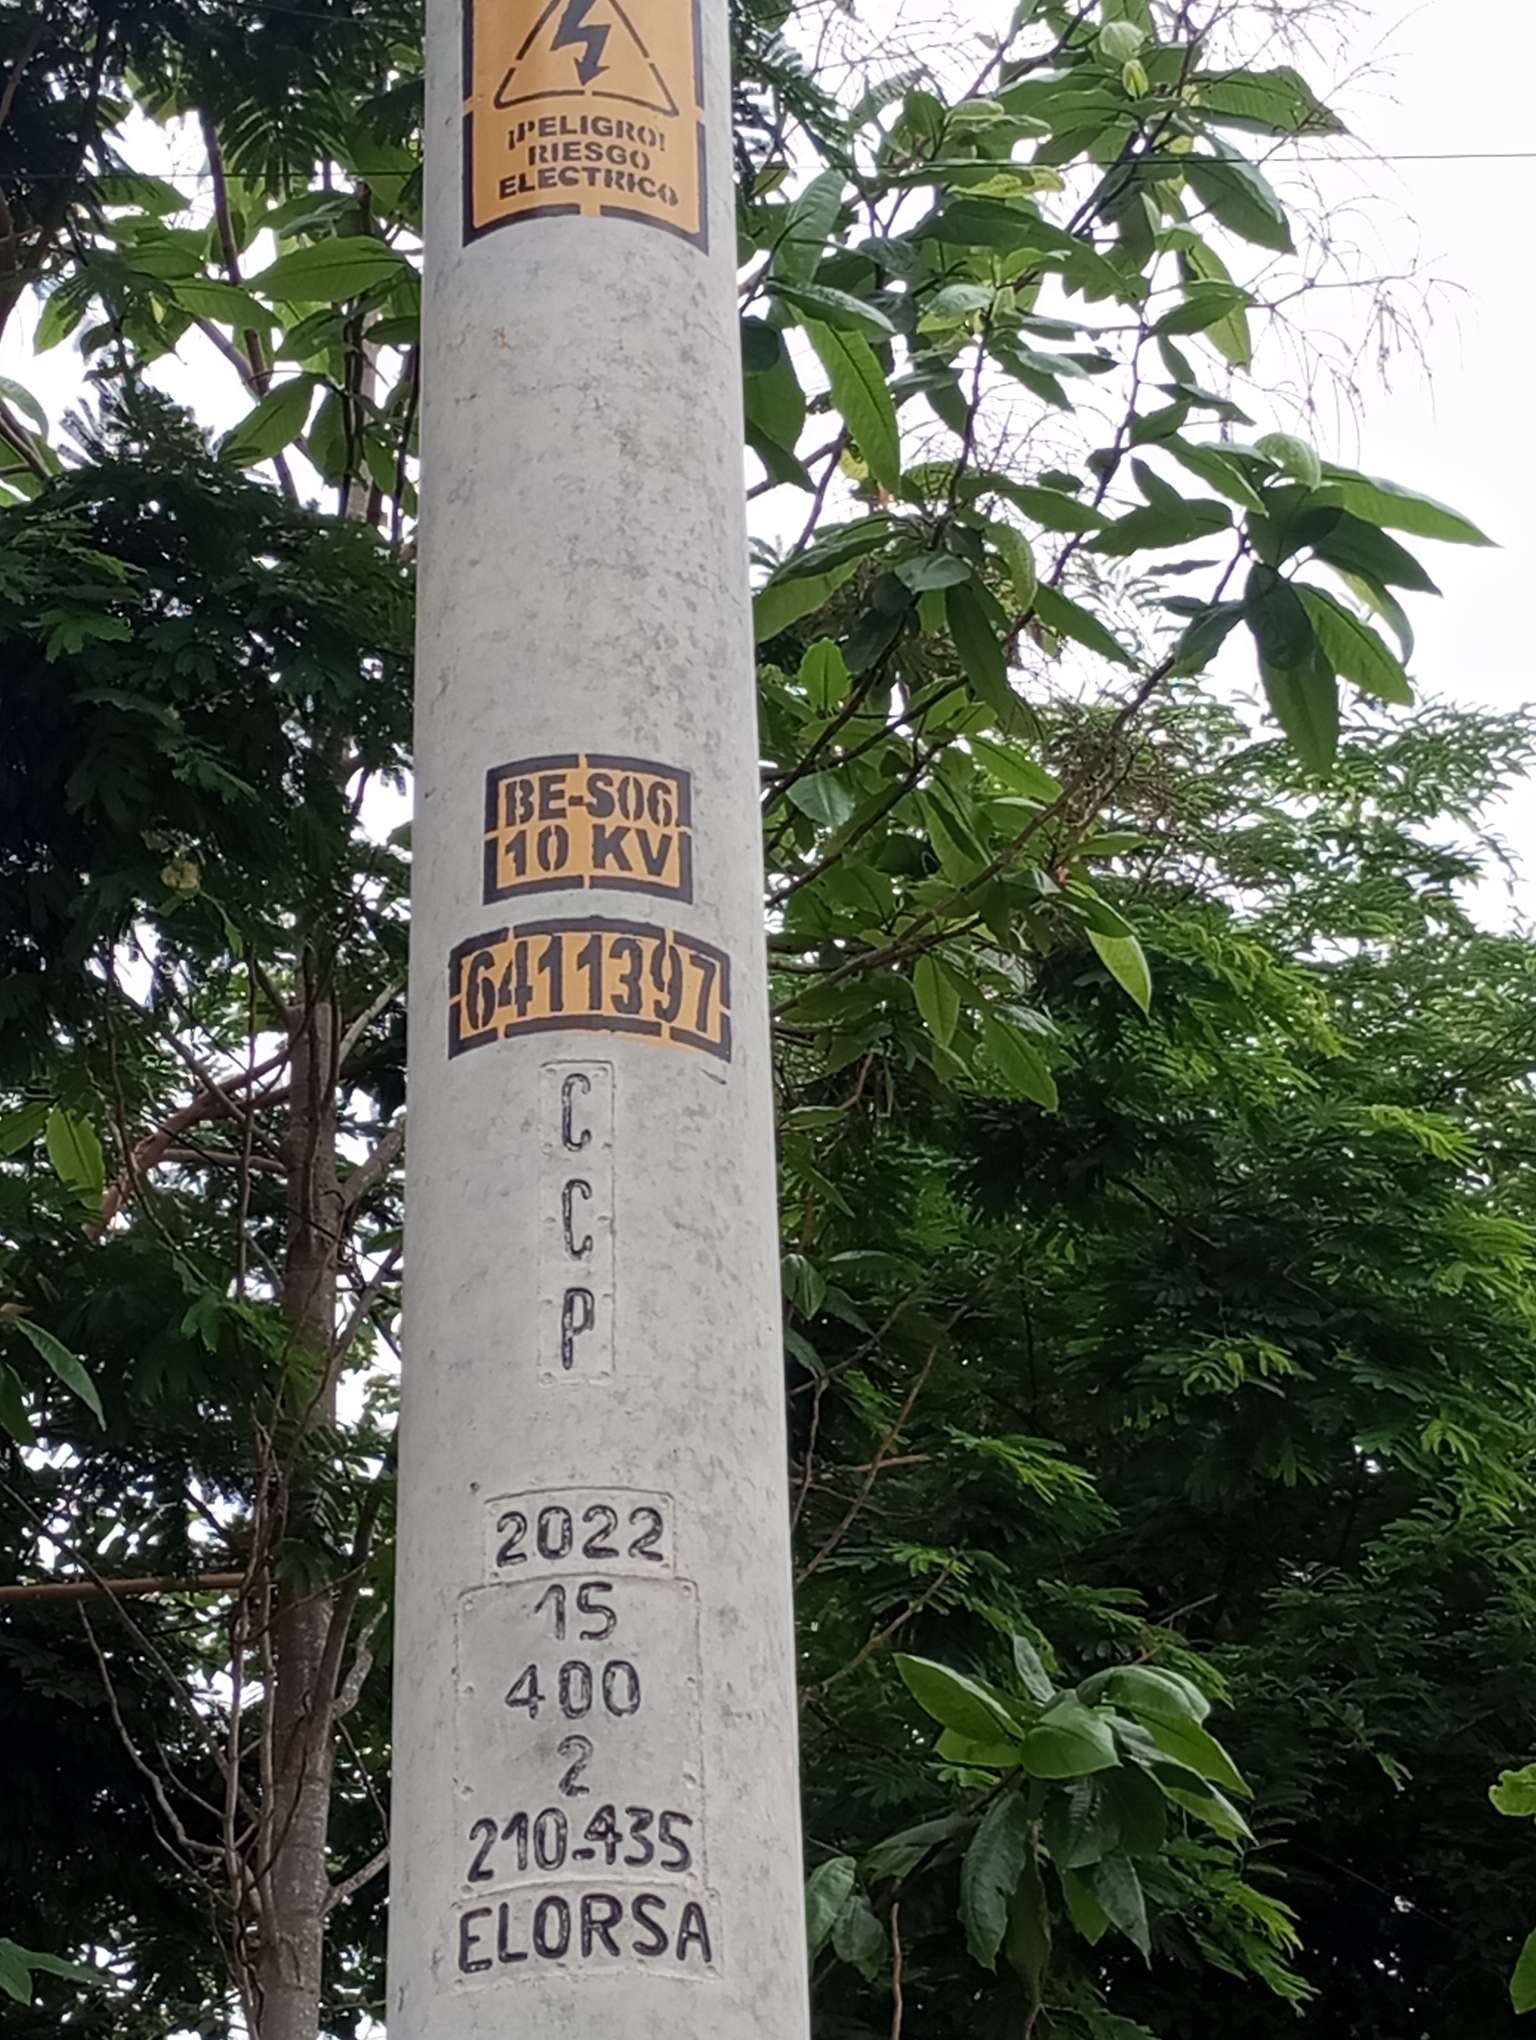 ¡PELIGRO!
RIESGO
ELECTRICO
BE-S06
10 KV
6411397
C
C
P
2022
15
400
2
210-435
ELORSA